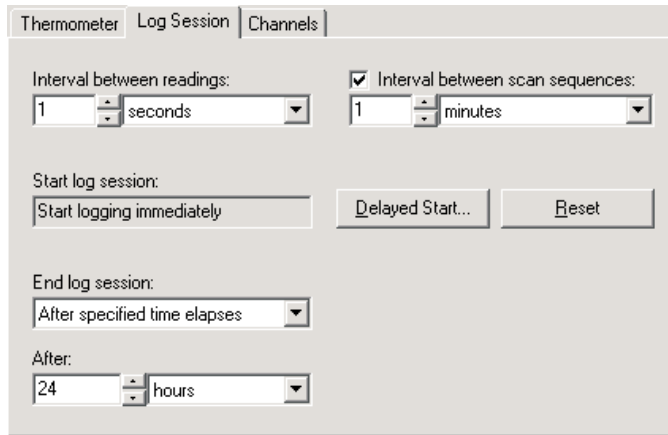 Thermometer Log Session Channels
Interval between readings: Interval between scan sequences:
1 seconds 1 minutes
Start log session:
Start logging immediately Delayed Start... Reset
End log session:
After specified time elapses
After:
24 hours